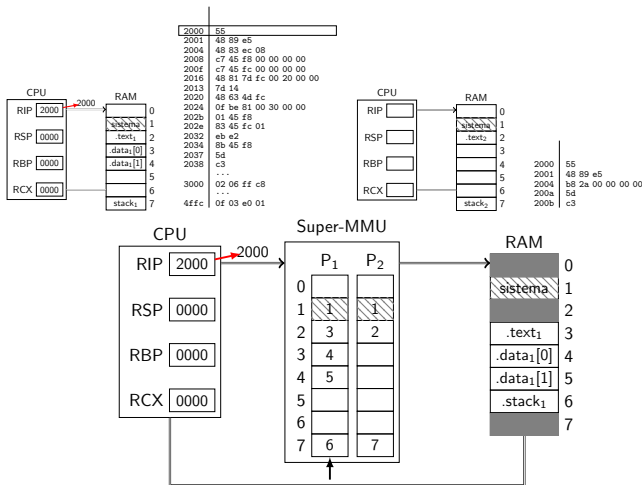 2000 55
2001 48 89 e5
2004 48 83 ec 08
2008 c7 45 f8 00 00 00 00
200f c7 45 fc 00 00 00 00
2016 48 81 7d fc 00 20 00 00
2013 7d 14
2020 48 63 4d fc
2024 0f be 81 00 30 00 00
202b 01 45 f8
202e 83 45 fc 01
2032 eb e2
2034 8b 45 f8
2037 5d
2038 c3
...
3000 02 06 ff c8
...
4ffc 0f 03 e0 01
CPU
RIP 2000
2000
RSP 0000
RBP 0000
RCX 0000
RAM
0
sistema 1
.text1 2
.data1[0] 3
.data1[1] 4
5
6
stack1 7
CPU
RIP
RSP
RBP
RCX
RAM
0
sistema 1
.text2 2
3
4
5
6
stack2 7
2000 55
2001 48 89 e5
2004 b8 2a 00 00 00 00
200a 5d
200b c3
CPU
RIP 2000
2000
RSP 0000
RBP 0000
RCX 0000
Super-MMU
P1 P2
0
1 1 1
2 3 2
3 4
4 5
5
6
7 6 7
RAM
0
sistema 1
2
.text1 3
.data1[0] 4
.data1[1] 5
.stack1 6
7